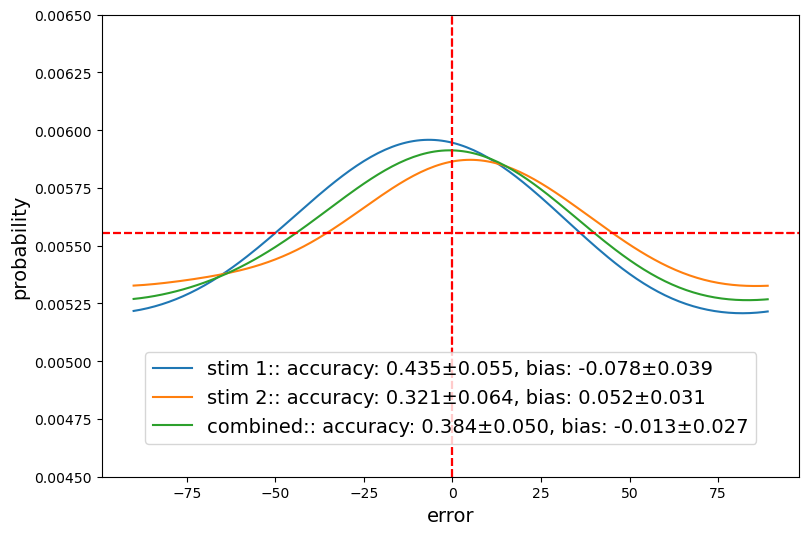 0.00650
0.00625
0.00600
0.00575
0.00550
0.00525
0.00500
0.00475
0.00450
probability
stim 1:: accuracy: 0.435±0.055, bias: -0.078±0.039
stim 2:: accuracy: 0.321±0.064, bias: 0.052±0.031
combined:: accuracy: 0.384±0.050, bias: -0.013±0.027
−75 −50 −25 0 25 50 75
error